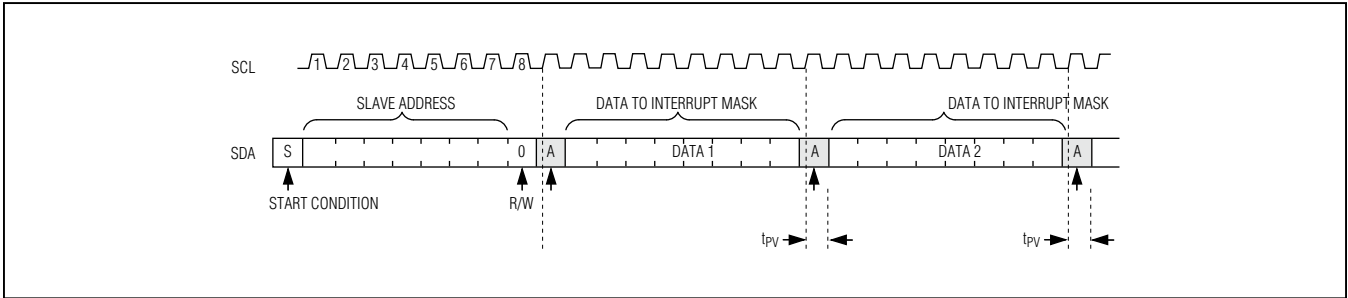 SCL 1 2 3 4 5 6 7 8
SLAVE ADDRESS DATA TO INTERRUPT MASK DATA TO INTERRUPT MASK
SDA S 0 A DATA 1 A DATA 2 A
START CONDITION R/W
tPV tPV